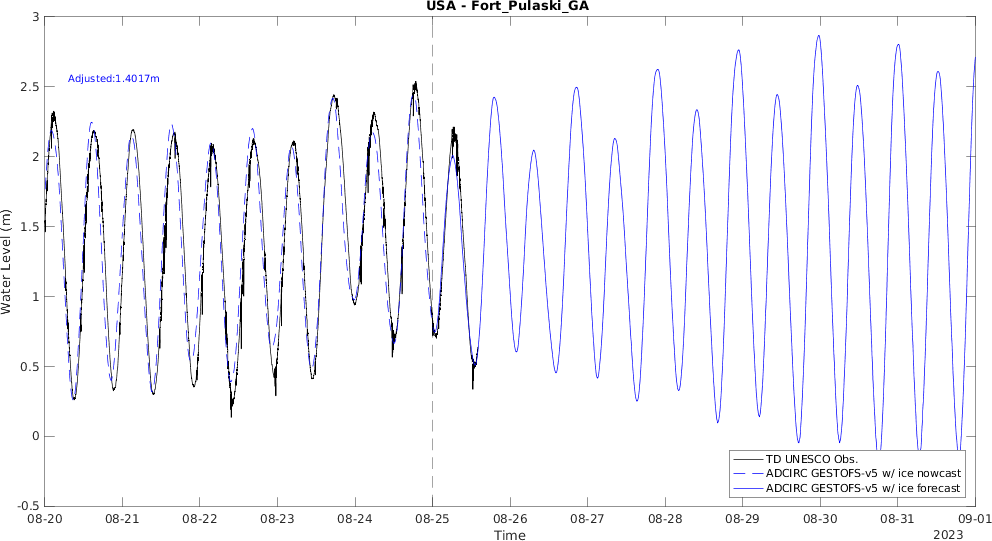 USA - Fort_Pulaski_GA
Adjusted:1.4017m
Water Level (m)
3
2.5
2
1.5
1
0.5
0
-0.5
TD UNESCO Obs.
ADCIRC GESTOFS-v5 w/ ice nowcast
ADCIRC GESTOFS-v5 w/ ice forecast
08-20 08-21 08-22 08-23 08-24 08-25 08-26 08-27 08-28 08-29 08-30 08-31 09-01
Time
2023